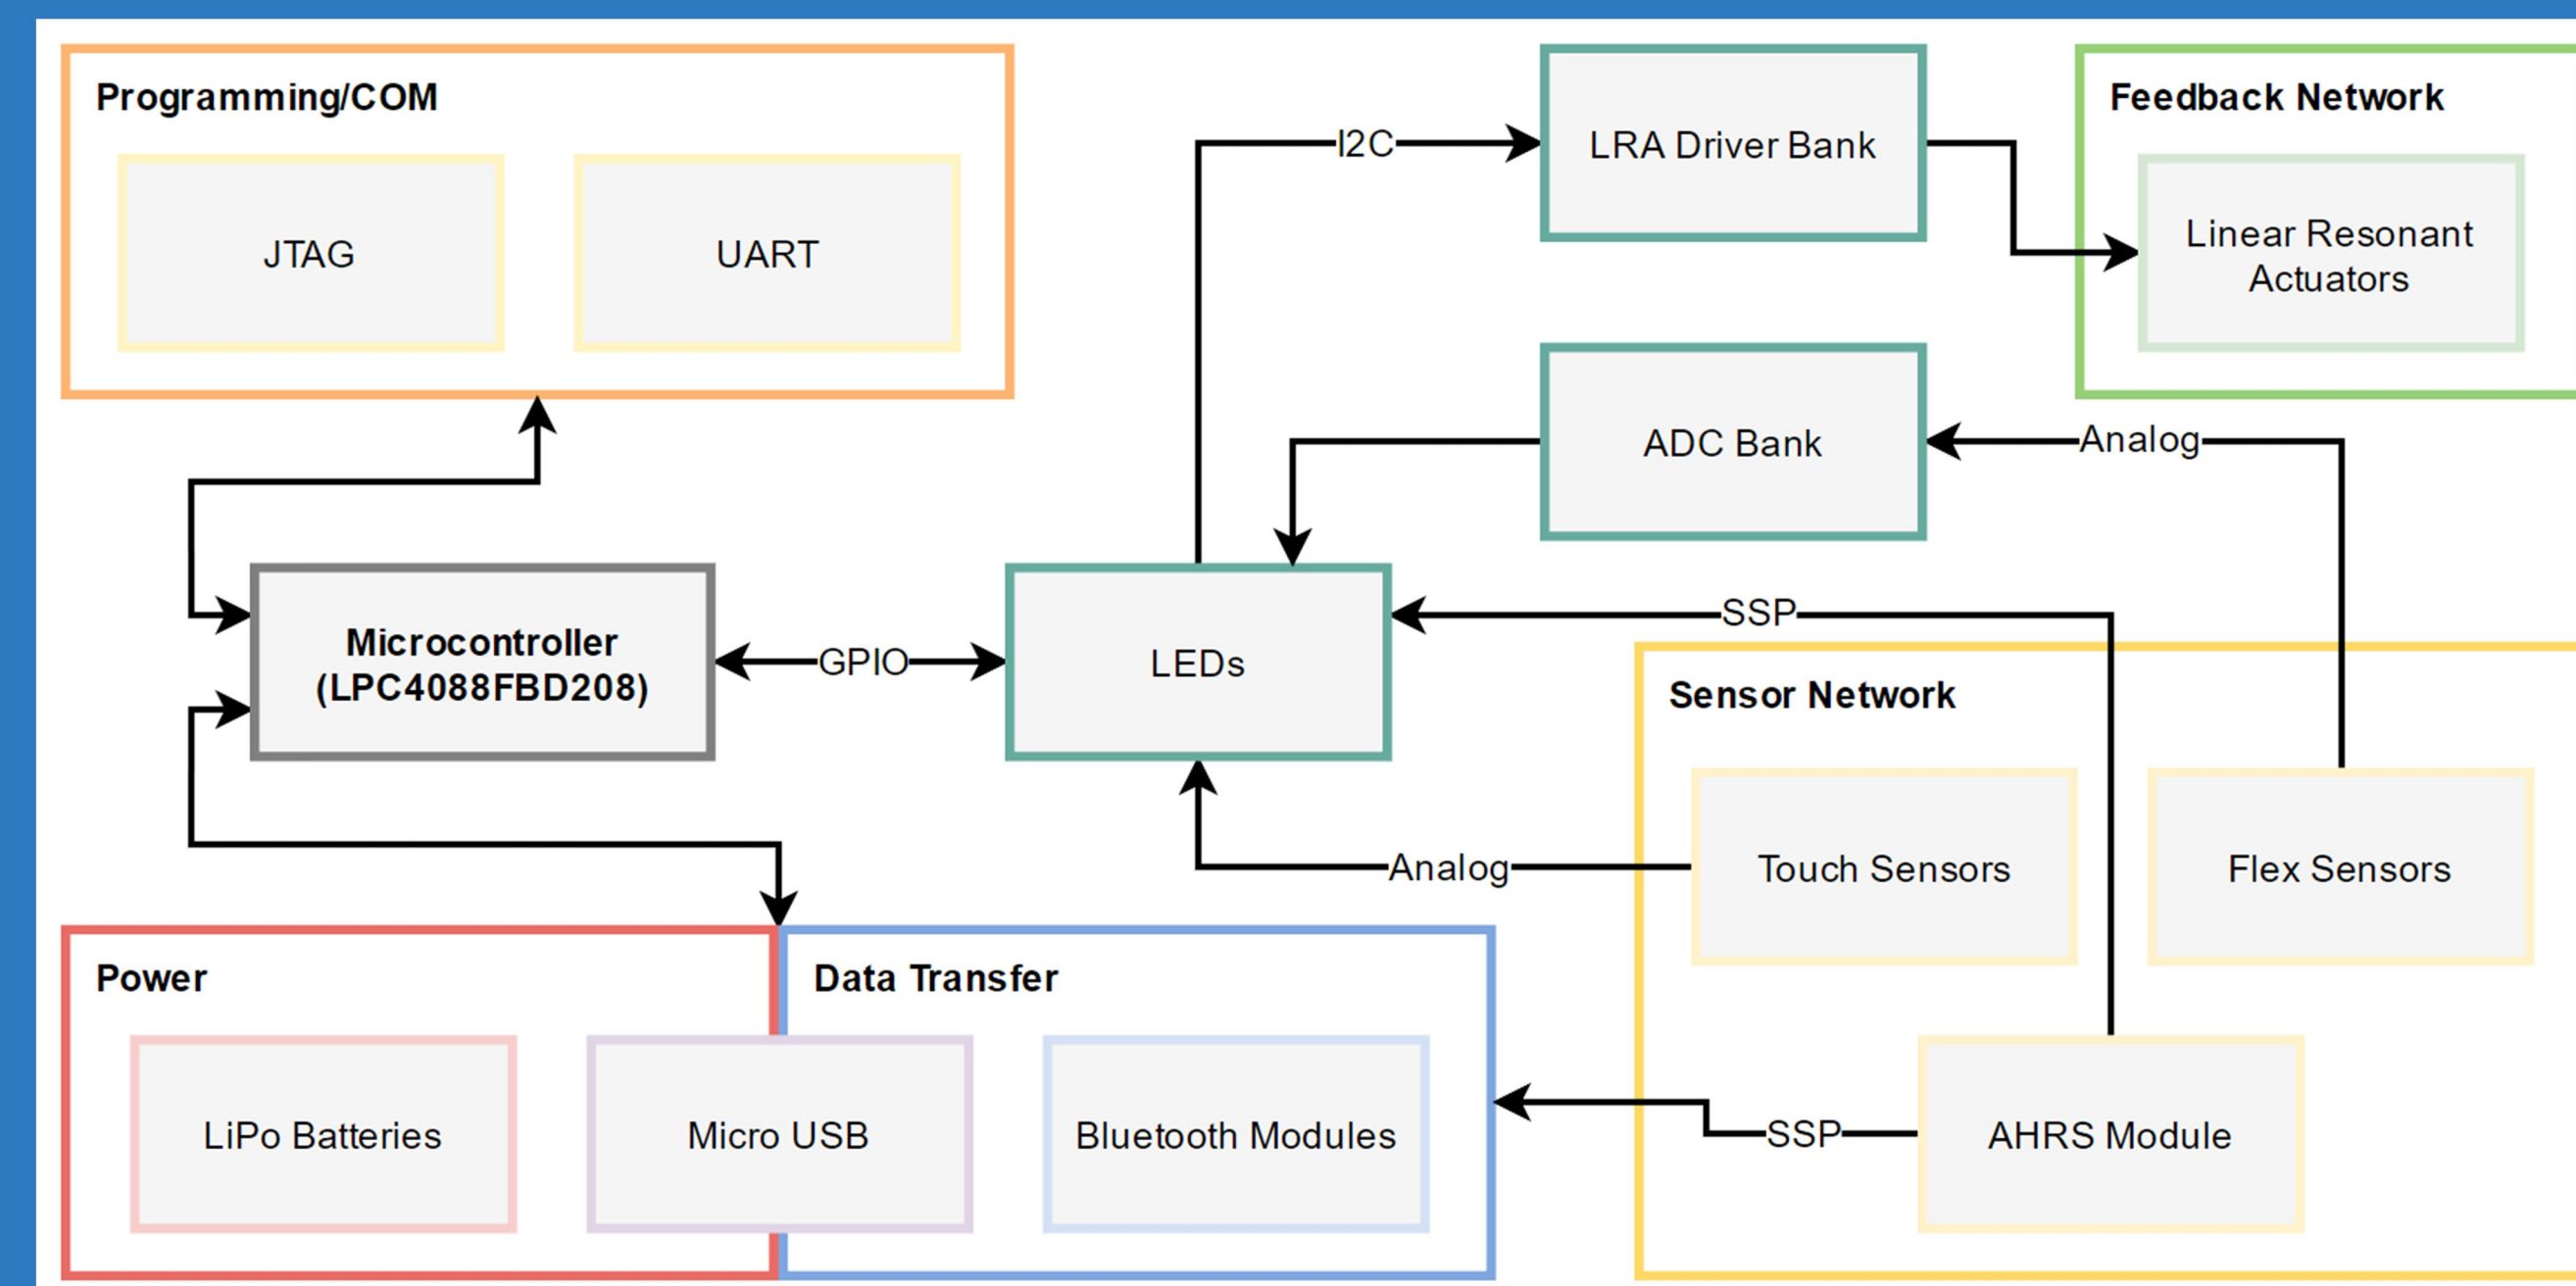 Programming/COM
JTAG
UART
I2C
LRA Driver Bank
Feedback Network
Linear Resonant
Actuators
ADC Bank
Analog
Microcontroller
(LPC4088FBD208)
GPIO
LEDs
SSP
Sensor Network
Analog
Touch Sensors
Flex Sensors
Power
Data Transfer
LiPo Batteries
Micro USB
Bluetooth Modules
SSP
AHRS Module